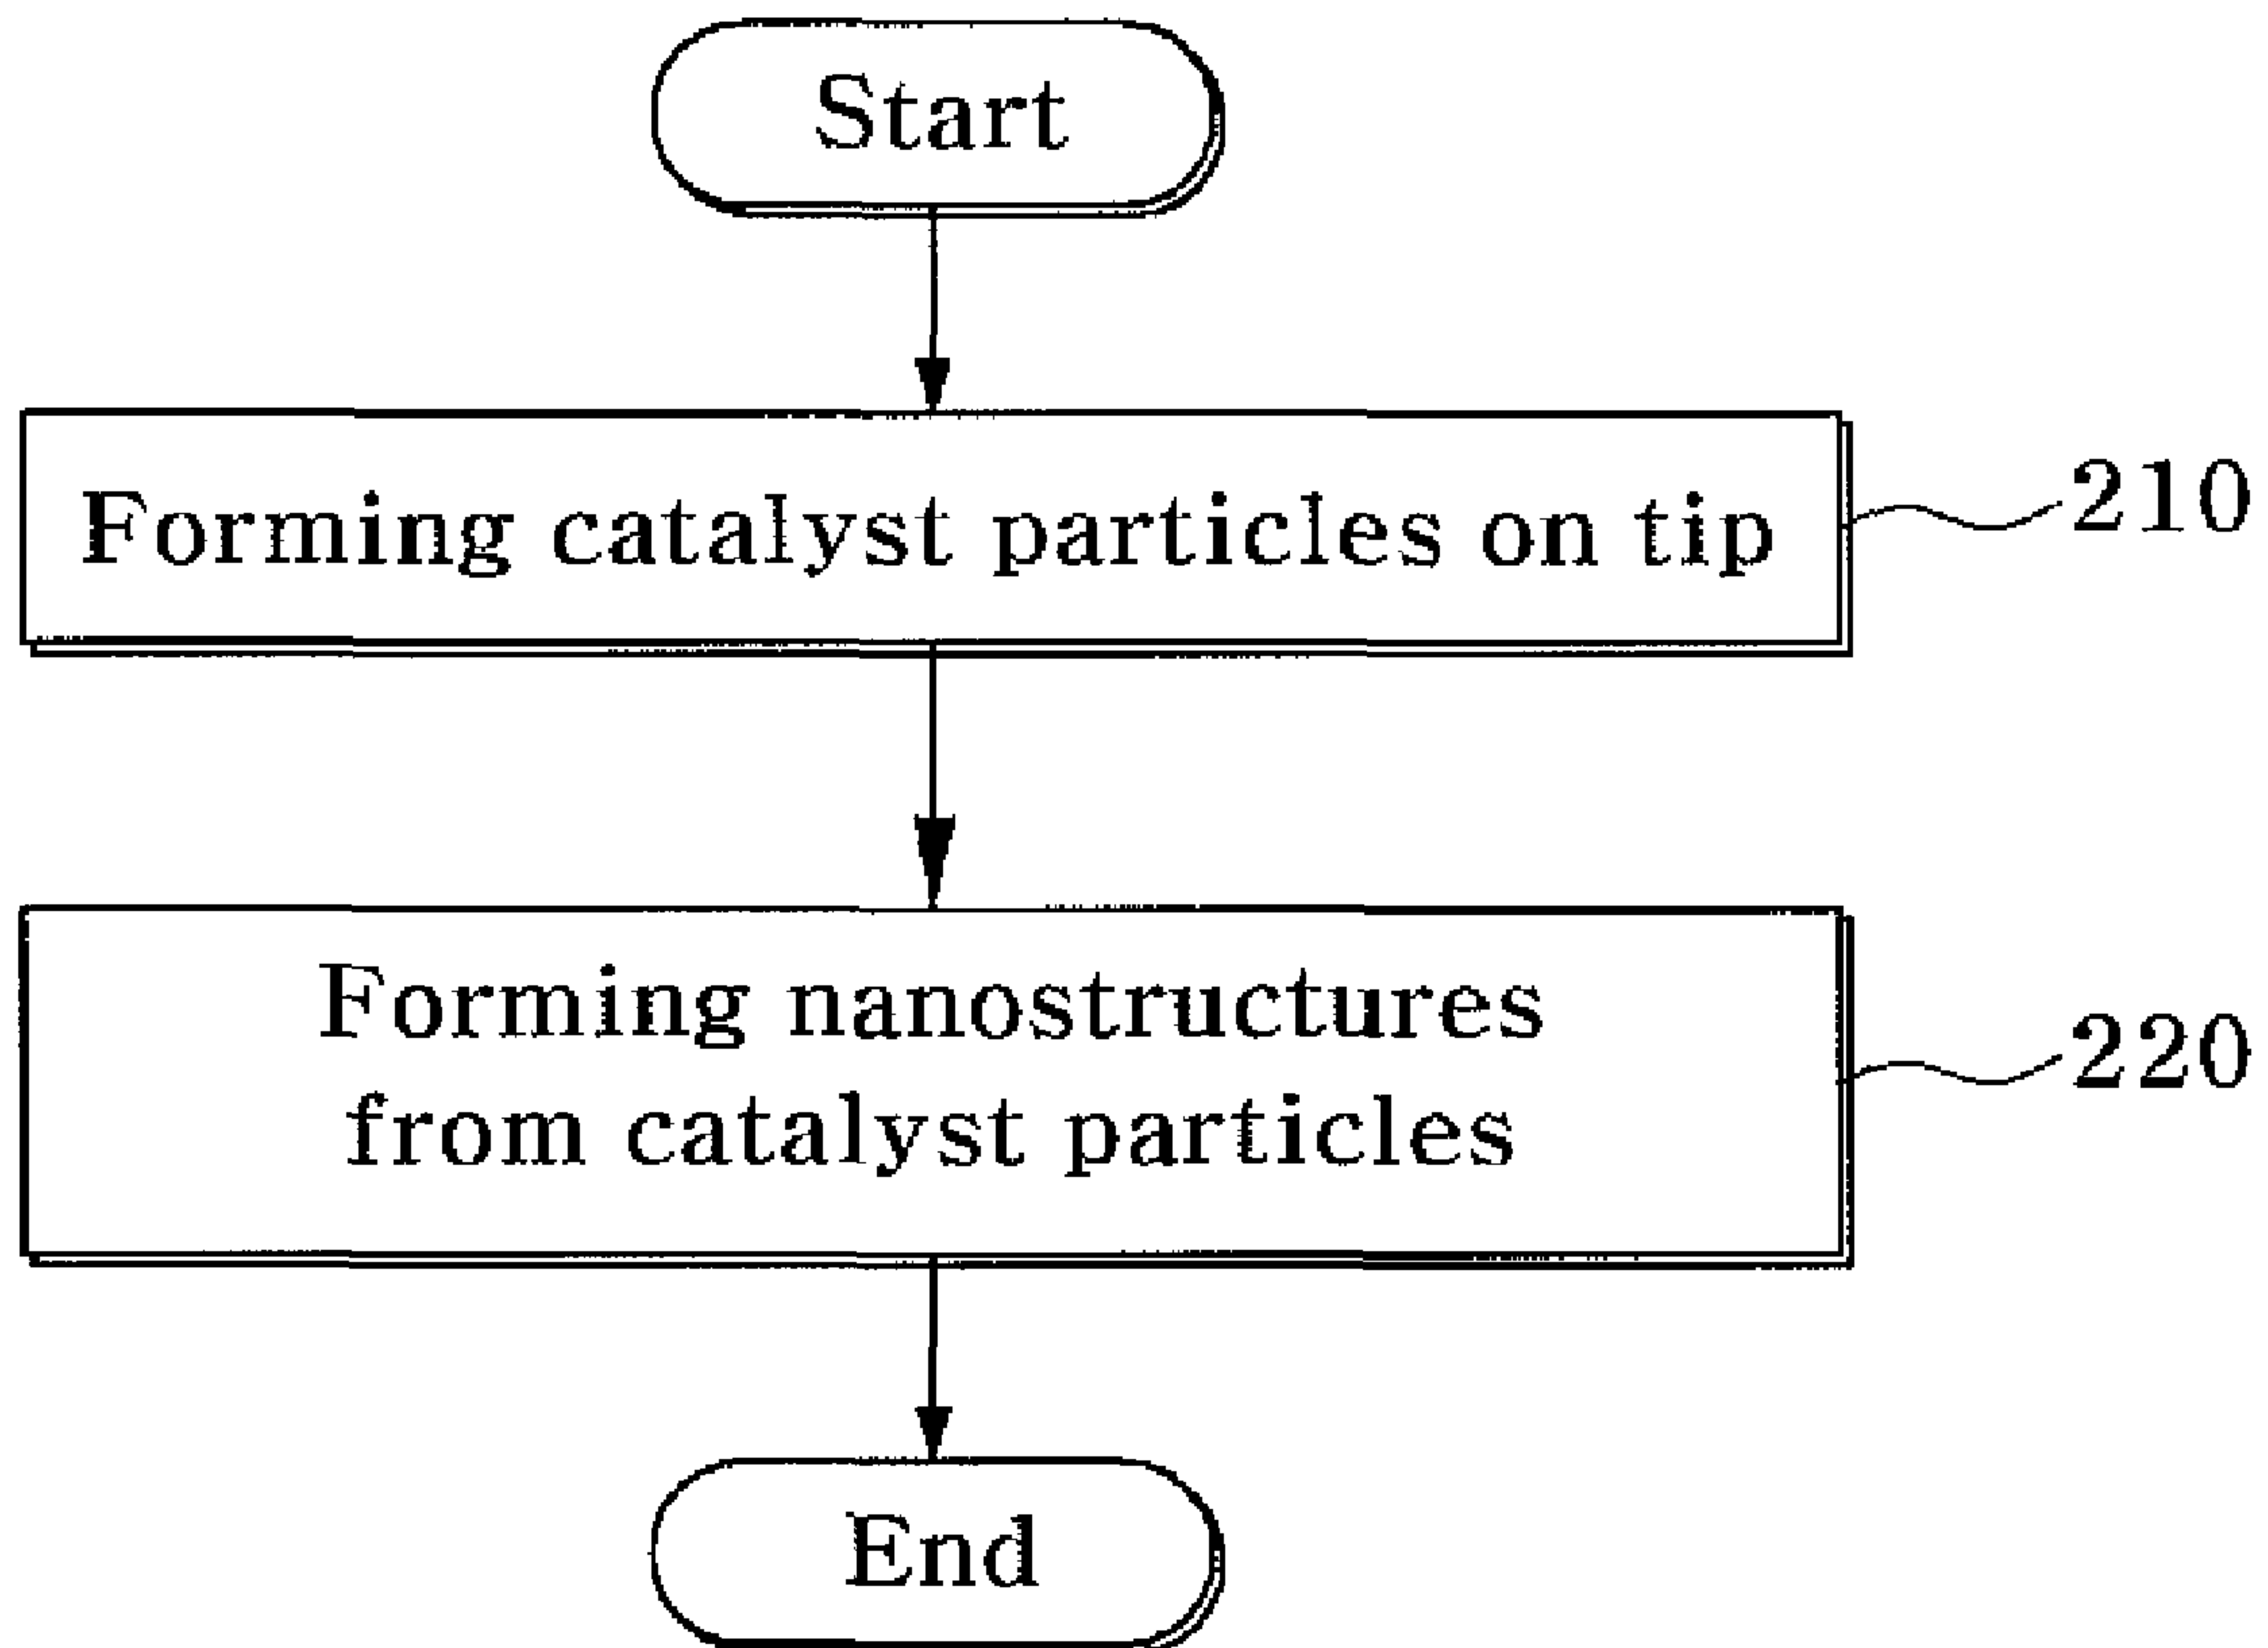 Start
Forming catalyst particles on tip
210
Forming nanostructures
from catalyst particles
220
End